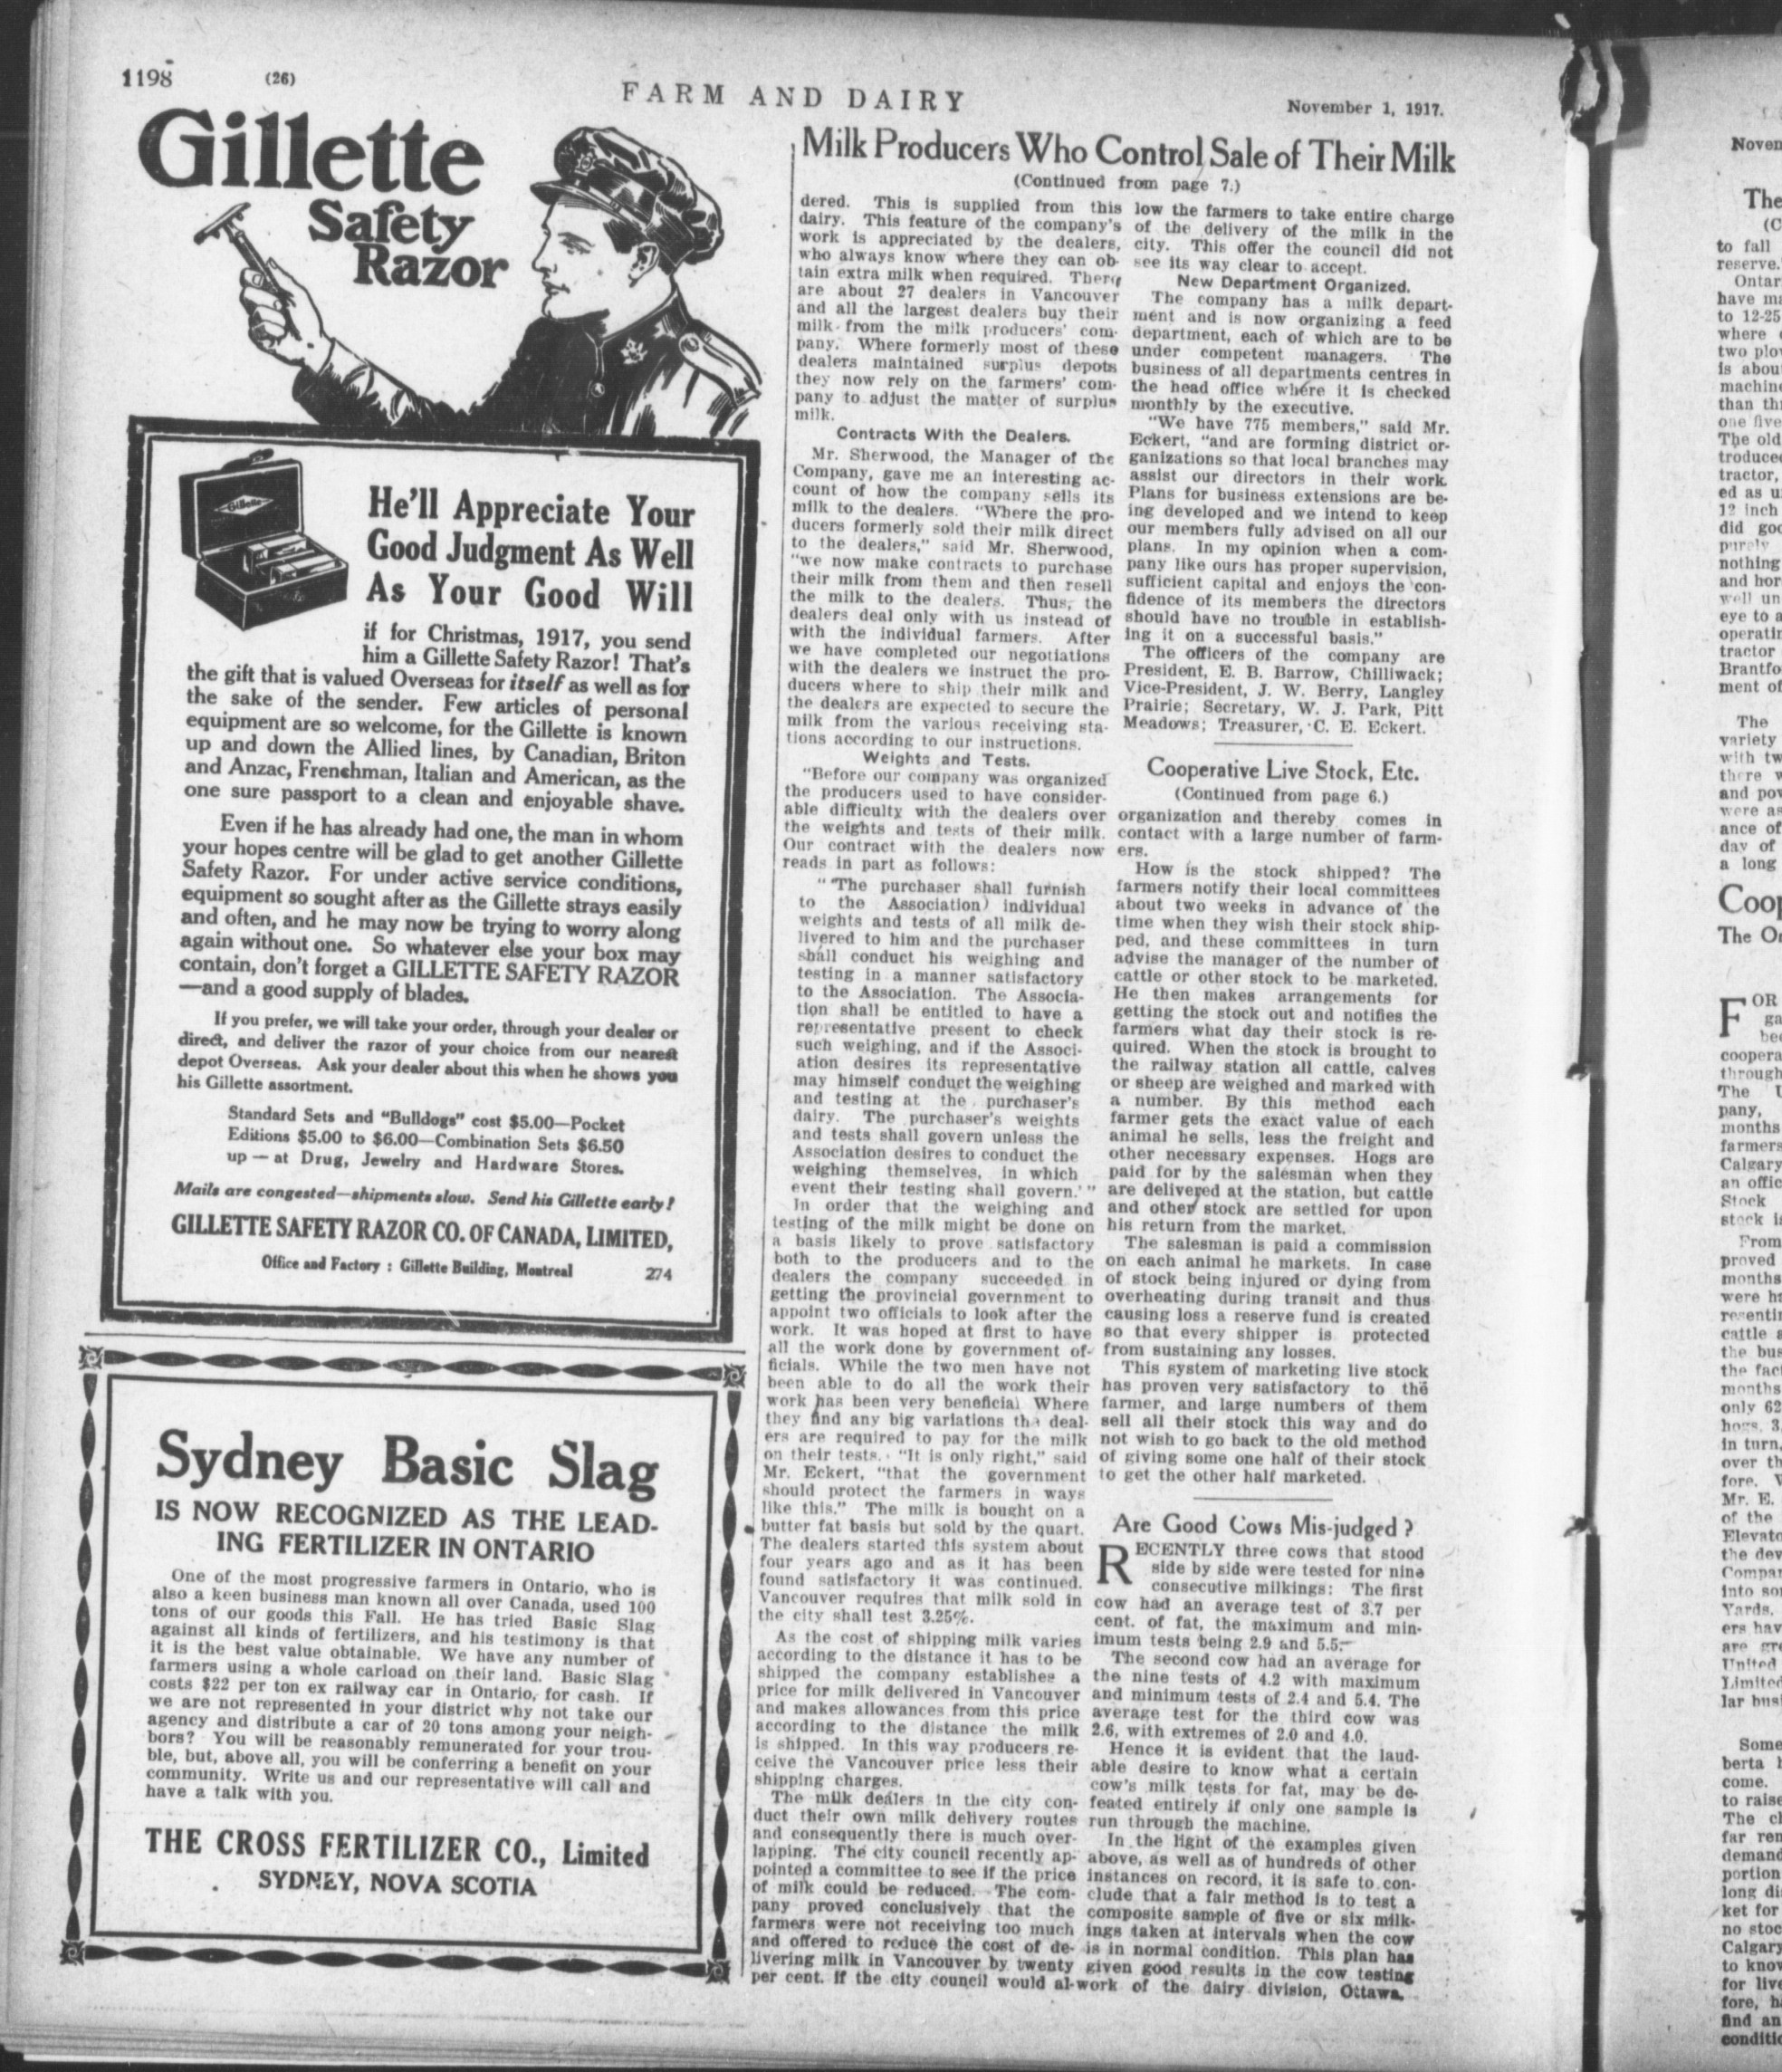 1198 (26) FARM AND DAIRY November 1, 1917.
Gillette
Safety
Razor
Gillette
He'll Appreciate Your
Good Judgment As Well
As Your Good Will
if for Christmas, 1917, you send
him a Gillette Safety Razor! That's
the gift that is valued Overseas for itself as well as for
the sake of the sender. Few articles of personal
equipment are so welcome, for the Gillette is known
up and down the Allied lines, by Canadian, Briton
and Anzac, Frenchman, Italian and American, as the
one sure passport to a clean and enjoyable shave.
Even if he has already had one, the man in whom
your hopes centre will be glad to get another Gillette
Safety Razor. For under active service conditions,
equipment so sought after as the Gillette strays easily
and often, and he may now be trying to worry along
again without one. So whatever else your box may
contain, don't forget a GILLETTE SAFETY RAZOR
—and a good supply of blades.
If you prefer, we will take your order, through your dealer or
direct, and deliver the razor of your choice from our nearest
depot Overseas. Ask your dealer about this when he shows you
his Gillette assortment.
Standard Sets and "Bulldogs" cost $5.00—Pocket
Editions $5.00 to $6.00—Combination Sets $6.50
up — at Drug, Jewelry and Hardware Stores.
Mails are congested—shipments slow. Send his Gillette early!
GILLETTE SAFETY RAZOR CO. OF CANADA, LIMITED,
Office and Factory : Gillette Building, Montreal 274
Sydney Basic Slag
IS NOW RECOGNIZED AS THE LEAD-
ING FERTILIZER IN ONTARIO
One of the most progressive farmers in Ontario, who is
also a keen business man known all over Canada, used 100
tons of our goods this Fall. He has tried Basic Slag
against all kinds of fertilizers, and his testimony is that
it is the best value obtainable. We have any number of
farmers using a whole carload on their land. Basic Slag
costs $22 per ton ex railway car in Ontario, for cash. If
we are not represented in your district why not take our
agency and distribute a car of 20 tons among your neigh-
bors? You will be reasonably remunerated for your trou-
ble, but, above all, you will be conferring a benefit on your
community. Write us and our representative will call and
have a talk with you.
THE CROSS FERTILIZER CO., Limited
SYDNEY, NOVA SCOTIA
Milk Producers Who Control Sale of Their Milk
(Continued from page 7.)
dered. This is supplied from this
dairy. This feature of the company's
work is appreciated by the dealers,
who always know where they can ob-
tain extra milk when required. There
are about 27 dealers in Vancouver
and all the largest dealers buy their
milk from the milk producers' com-
pany. Where formerly most of these
dealers maintained surplus depots
they now rely on the farmers' com-
pany to adjust the matter of surplus
milk.
Contracts With the Dealers.
Mr. Sherwood, the Manager of the
Company, gave me an interesting ac-
count of how the company sells its
milk to the dealers. "Where the pro-
ducers formerly sold their milk direct
to the dealers," said Mr. Sherwood,
"we now make contracts to purchase
their milk from them and then resell
the milk to the dealers. Thus, the
dealers deal only with us instead of
with the individual farmers. After
we have completed our negotiations
with the dealers we instruct the pro-
ducers where to ship their milk and
the dealers are expected to secure the
milk from the various receiving sta-
tions according to our instructions.
Weights and Tests.
"Before our company was organized
the producers used to have consider-
able difficulty with the dealers over
the weights and tests of their milk.
Our contract with the dealers now
reads in part as follows:
"'The purchaser shall furnish
to the Association) individual
weights and tests of all milk de-
livered to him and the purchaser
shall conduct his weighing and
testing in a manner satisfactory
to the Association. The Associa-
tion shall be entitled to have a
representative present to check
such weighing, and if the Associ-
ation desires its representative
may himself conduct the weighing
and testing at the purchaser's
dairy. The purchaser's weights
and tests shall govern unless the
Association desires to conduct the
weighing themselves, in which
event their testing shall govern.'"
In order that the weighing and
testing of the milk might be done on
a basis likely to prove satisfactory
both to the producers and to the
dealers the company succeeded in
getting the provincial government to
appoint two officials to look after the
work. It was hoped at first to have
all the work done by government of-
ficials. While the two men have not
been able to do all the work their
work has been very beneficial Where
they find any big variations the deal-
ers are required to pay for the milk
on their tests. "It is only right," said
Mr. Eckert, "that the government
should protect the farmers in ways
like this." The milk is bought on a
butter fat basis but sold by the quart.
The dealers started this system about
four years ago and as it has been
found satisfactory it was continued.
Vancouver requires that milk sold in
the city shall test 3.25%.
As the cost of shipping milk varies
according to the distance it has to be
shipped the company establishes a
price for milk delivered in Vancouver
and makes allowances from this price
according to the distance the milk
is shipped. In this way producers re-
ceive the Vancouver price less their
shipping charges.
The milk dealers in the city con-
duct their own milk delivery routes
and consequently there is much over-
lapping. The city council recently ap-
pointed a committee to see if the price
of milk could be reduced. The com-
pany proved conclusively that the
farmers were not receiving too much
and offered to reduce the cost of de-
livering milk in Vancouver by twenty
per cent. if the city council would al-
low the farmers to take entire charge
of the delivery of the milk in the
city. This offer the council did not
see its way clear to accept.
New Department Organized.
The company has a milk depart-
ment and is now organizing a feed
department, each of which are to be
under competent managers. The
business of all departments centres in
the head office where it is checked
monthly by the executive.
"We have 775 members," said Mr.
Eckert, "and are forming district or-
ganizations so that local branches may
assist our directors in their work.
Plans for business extensions are be-
ing developed and we intend to keep
our members fully advised on all our
plans. In my opinion when a com-
pany like ours has proper supervision,
sufficient capital and enjoys the con-
fidence of its members the directors
should have no trouble in establish-
ing it on a successful basis."
The officers of the company are
President, E. B. Barrow, Chilliwack;
Vice-President, J. W. Berry, Langley
Prairie; Secretary, W. J. Park, Pitt
Meadows; Treasurer, C. E. Eckert.
Cooperative Live Stock, Etc.
(Continued from page 6.)
organization and thereby comes in
contact with a large number of farm-
ers.
How is the stock shipped? The
farmers notify their local committees
about two weeks in advance of the
time when they wish their stock ship-
ped, and these committees in turn
advise the manager of the number of
cattle or other stock to be marketed.
He then makes arrangements for
getting the stock out and notifies the
farmers what day their stock is re-
quired. When the stock is brought to
the railway station all cattle, calves
or sheep are weighed and marked with
a number. By this method each
farmer gets the exact value of each
animal he sells, less the freight and
other necessary expenses. Hogs are
paid for by the salesman when they
are delivered at the station, but cattle
and other stock are settled for upon
his return from the market.
The salesman is paid a commission
on each animal he markets. In case
of stock being injured or dying from
overheating during transit and thus
causing loss a reserve fund is created
so that every shipper is protected
from sustaining any losses.
This system of marketing live stock
has proven very satisfactory to the
farmer, and large numbers of them
sell all their stock this way and do
not wish to go back to the old method
of giving some one half of their stock
to get the other half marketed.
Are Good Cows Mis-judged ?
RECENTLY three cows that stood
side by side were tested for nine
consecutive milkings: The first
cow had an average test of 3.7 per
cent. of fat, the maximum and min-
imum tests being 2.9 and 5.5.
The second cow had an average for
the nine tests of 4.2 with maximum
and minimum tests of 2.4 and 5.4. The
average test for the third cow was
2.6, with extremes of 2.0 and 4.0.
Hence it is evident that the laud-
able desire to know what a certain
cow's milk tests for fat, may be de-
feated entirely if only one sample is
run through the machine.
In the light of the examples given
above, as well as of hundreds of other
instances on record, it is safe to con-
clude that a fair method is to test a
composite sample of five or six milk-
ings taken at intervals when the cow
is in normal condition. This plan has
given good results in the cow testing
work of the dairy division, Ottawa.